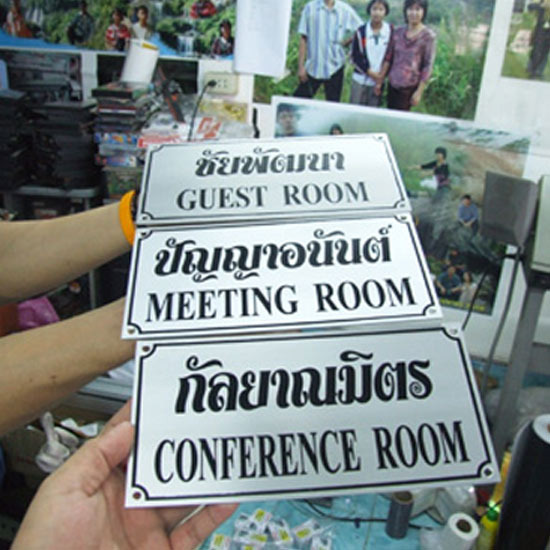 ชัยพัฒนา
GUEST ROOM
ปัญญาอนันต์
MEETING ROOM
กัลยาณมิตร
CONFERENCE ROOM